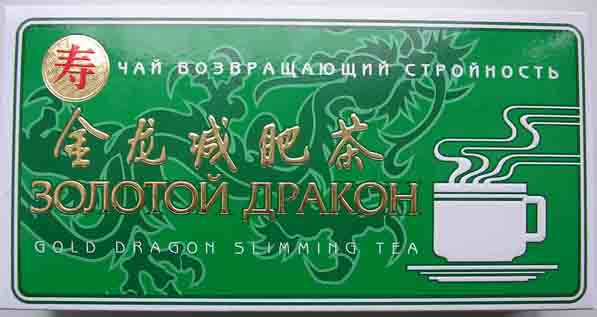 寿
ЧАЙ ВОЗВРАЩАЮЩИЙ СТРОЙНОСТЬ
金龙减肥茶
ЗОЛОТОЙ ДРАКОН
GOLD DRAGON SLIMMING TEA